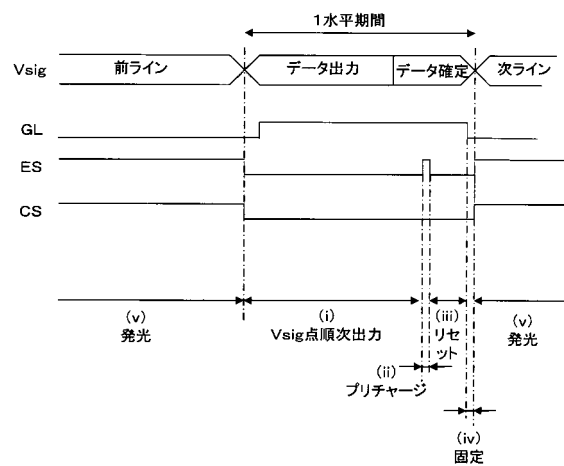 1水平期間
Vsig
前ライン
データ出力
データ確定
次ライン
GL
ES
CS
(v)
発光
(i)
Vsig点順次出力
(iii)
リセ
ット
(v)
発光
(ii)
プリチャージ
(iv)
固定